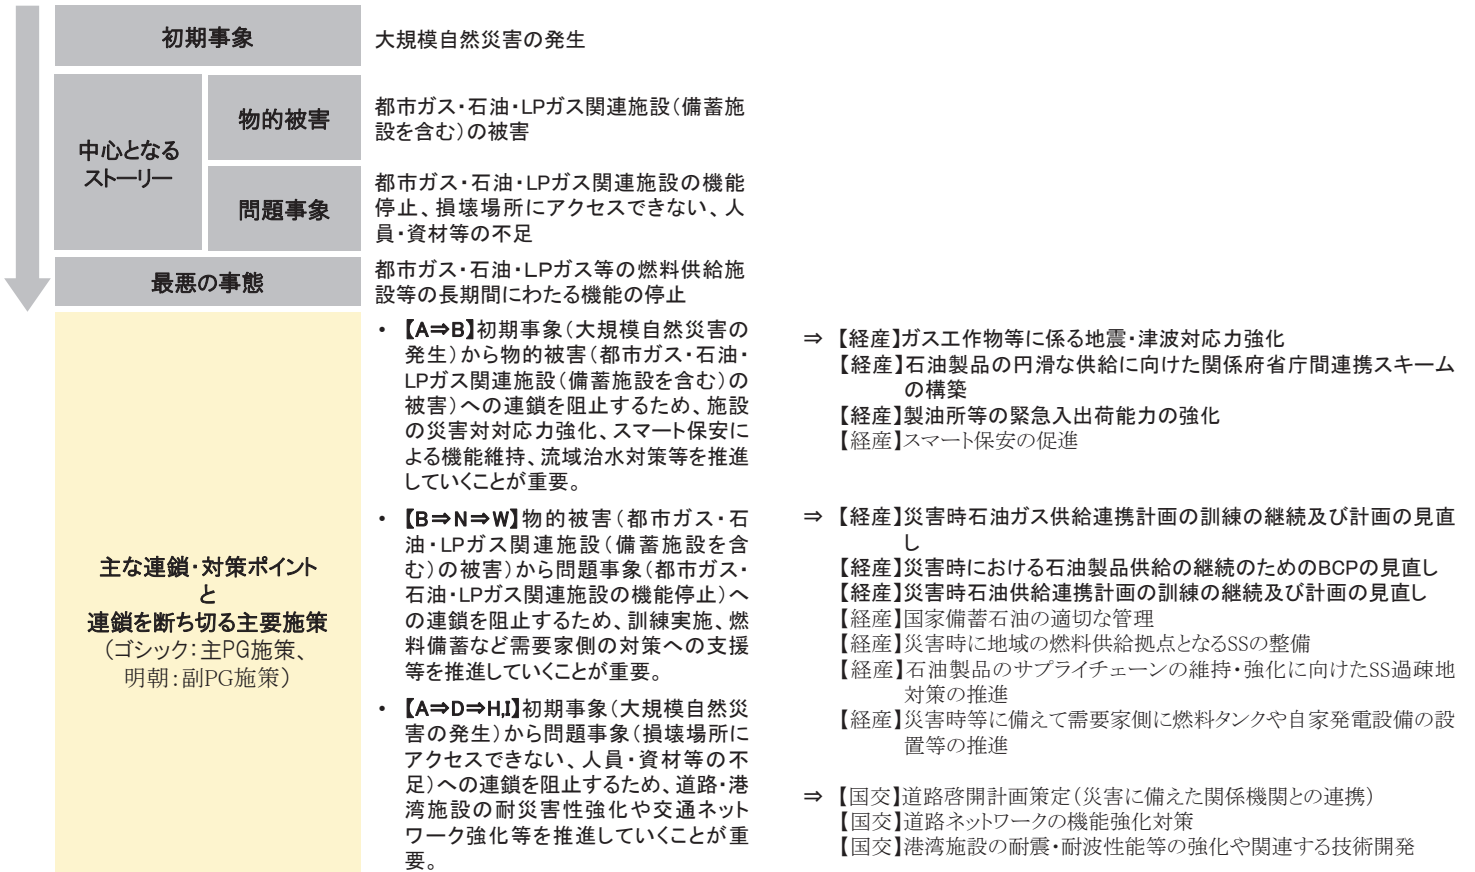 初期事象
大規模自然災害の発生
中心となる
ストーリー
物的被害
都市ガス・石油・LPガス関連施設(備蓄施
設を含む)の被害
問題事象
都市ガス・石油・LPガス関連施設の機能
停止、損壊場所にアクセスできない、人
員・資材等の不足
最悪の事態
都市ガス・石油・LPガス等の燃料供給施
設等の長期間にわたる機能の停止
主な連鎖・対策ポイント
と
連鎖を断ち切る主要施策
(ゴシック:主PG施策、
明朝:副PG施策)
・【A⇒B】初期事象(大規模自然災害の
発生)から物的被害(都市ガス・石油・
LPガス関連施設(備蓄施設を含む)の
被害)への連鎖を阻止するため、施設
の災害対対応力強化、スマート保安に
よる機能維持、流域治水対策等を推進
していくことが重要。
⇒【経産】ガス工作物等に係る地震・津波対応力強化
【経産】石油製品の円滑な供給に向けた関係府省庁間連携スキーム
の構築
【経産】製油所等の緊急入出荷能力の強化
【経産】スマート保安の促進
・【B⇒N⇒W】物的被害(都市ガス・石
油・LPガス関連施設(備蓄施設を含
む)の被害)から問題事象(都市ガス・
石油・LPガス関連施設の機能停止)へ
の連鎖を阻止するため、訓練実施、燃
料備蓄など需要家側の対策への支援
等を推進していくことが重要。
⇒【経産】災害時石油ガス供給連携計画の訓練の継続及び計画の見直
し
【経産】災害時における石油製品供給の継続のためのBCPの見直し
【経産】災害時石油供給連携計画の訓練の継続及び計画の見直し
【経産】国家備蓄石油の適切な管理
【経産】災害時に地域の燃料供給拠点となるSSの整備
【経産】石油製品のサプライチェーンの維持・強化に向けたSS過疎地
対策の推進
【経産】災害時等に備えて需要家側に燃料タンクや自家発電設備の設
置等の推進
・【A⇒D⇒H,I】初期事象(大規模自然災
害の発生)から問題事象(損壊場所に
アクセスできない、人員・資材等の不
足)への連鎖を阻止するため、道路・港
湾施設の耐災害性強化や交通ネット
ワーク強化等を推進していくことが重
要。
⇒【国交】道路啓開計画策定(災害に備えた関係機関との連携)
【国交】道路ネットワークの機能強化対策
【国交】港湾施設の耐震・耐波性能等の強化や関連する技術開発